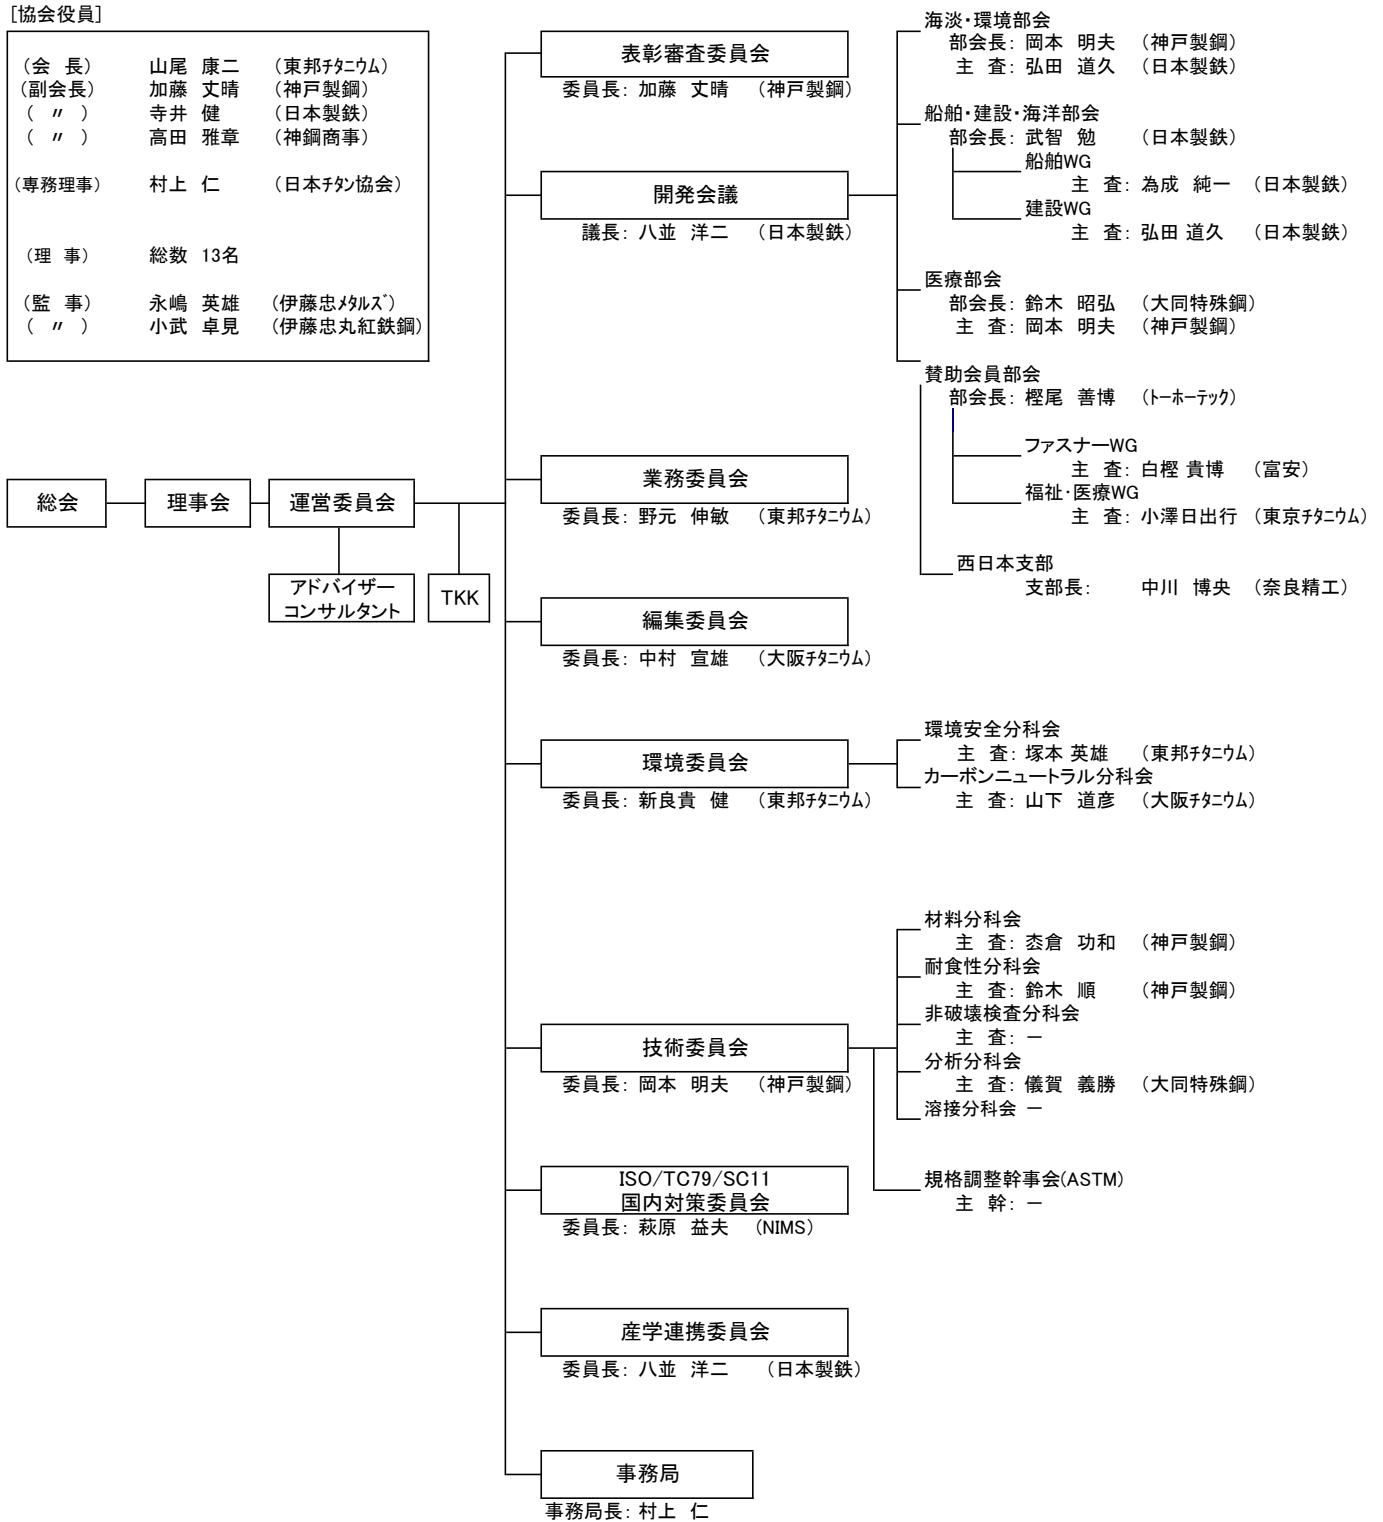 [協会役員]
(会 長) 山尾 康二 (東邦ﾁﾀﾆｳﾑ)
(副会長) 加藤 丈晴 (神戸製鋼)
( 〃 ) 寺井 健 (日本製鉄)
( 〃 ) 高田 雅章 (神鋼商事)
(専務理事) 村上 仁 (日本ﾁﾀﾝ協会)
(理 事) 総数 13名
(監 事) 永嶋 英雄 (伊藤忠ﾒﾀﾙｽﾞ)
( 〃 ) 小武 卓見 (伊藤忠丸紅鉄鋼)
総会
理事会
運営委員会
アドバイザー
コンサルタント
TKK
表彰審査委員会
委員長: 加藤 丈晴 (神戸製鋼)
開発会議
議長: 八並 洋二 (日本製鉄)
海淡・環境部会
部会長: 岡本 明夫 (神戸製鋼)
主 査: 弘田 道久 (日本製鉄)
船舶・建設・海洋部会
部会長: 武智 勉 (日本製鉄)
船舶WG
主 査: 為成 純一 (日本製鉄)
建設WG
主 査: 弘田 道久 (日本製鉄)
医療部会
部会長: 鈴木 昭弘 (大同特殊鋼)
主 査: 岡本 明夫 (神戸製鋼)
賛助会員部会
部会長: 樫尾 善博 (ﾄｰﾎｰﾃｯｸ)
ファスナーWG
主 査: 白樫 貴博 (富安)
福祉・医療WG
主 査: 小澤日出行 (東京ﾁﾀﾆｳﾑ)
西日本支部
支部長: 中川 博央 (奈良精工)
業務委員会
委員長: 野元 伸敏 (東邦ﾁﾀﾆｳﾑ)
編集委員会
委員長: 中村 宣雄 (大阪ﾁﾀﾆｳﾑ)
環境委員会
委員長: 新良貴 健 (東邦ﾁﾀﾆｳﾑ)
環境安全分科会
主 査: 塚本 英雄 (東邦ﾁﾀﾆｳﾑ)
カーボンニュートラル分科会
主 査: 山下 道彦 (大阪ﾁﾀﾆｳﾑ)
技術委員会
委員長: 岡本 明夫 (神戸製鋼)
材料分科会
主 査: 枩倉 功和 (神戸製鋼)
耐食性分科会
主 査: 鈴木 順 (神戸製鋼)
非破壊検査分科会
主 査: ー
分析分科会
主 査: 儀賀 義勝 (大同特殊鋼)
溶接分科会 ー
規格調整幹事会(ASTM)
主 幹: ー
ISO/TC79/SC11
国内対策委員会
委員長: 萩原 益夫 (NIMS)
産学連携委員会
委員長: 八並 洋二 (日本製鉄)
事務局
事務局長: 村上 仁